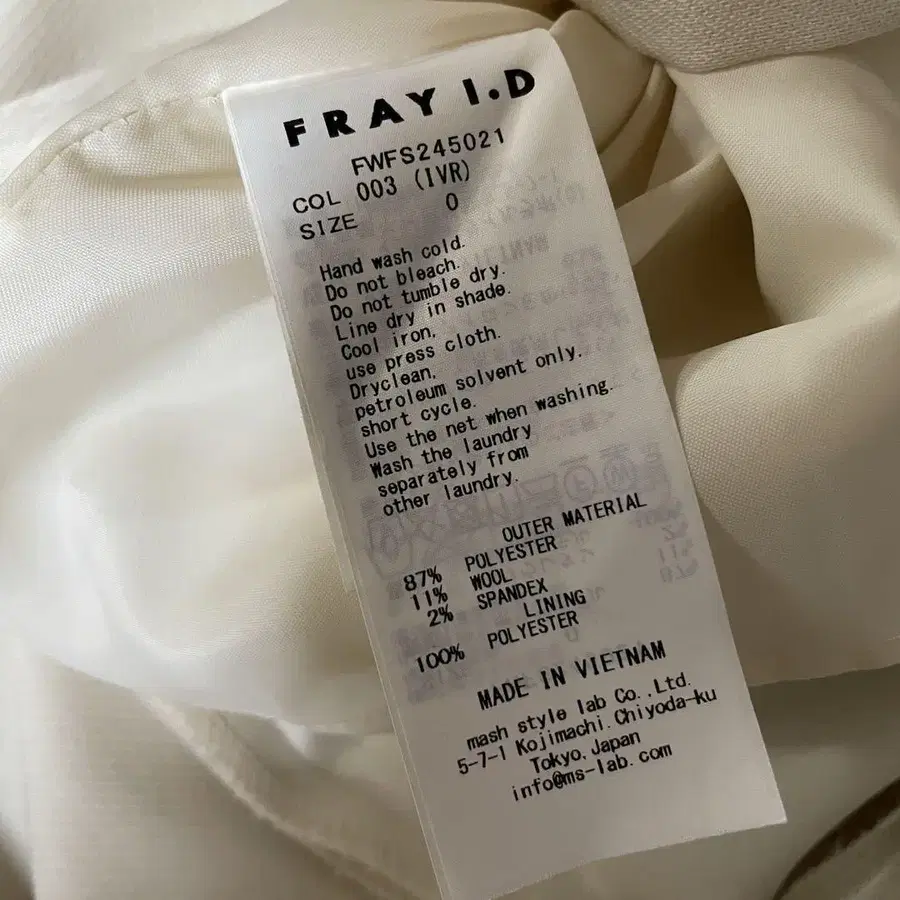 FRAY I.D
FWFS245021
COL 003 (IVR)
SIZE 0
Hand wash cold.
Do not bleach.
Do not tumble dry.
Line dry in shade.
Cool iron,
use press cloth.
Dryclean,
petroleum solvent only.
short cycle.
Use the net when washing.
Wash the laundry
separately from
other laundry.
OUTER MATERIAL
87% POLYESTER
11% WOOL
2% SPANDEX
LINING
100% POLYESTER
MADE IN VIETNAM
mash style lab Co.,Ltd.
5-7-1 Kojimachi.Chiyoda-ku
Tokyo,Japan
info@ms-lab.com